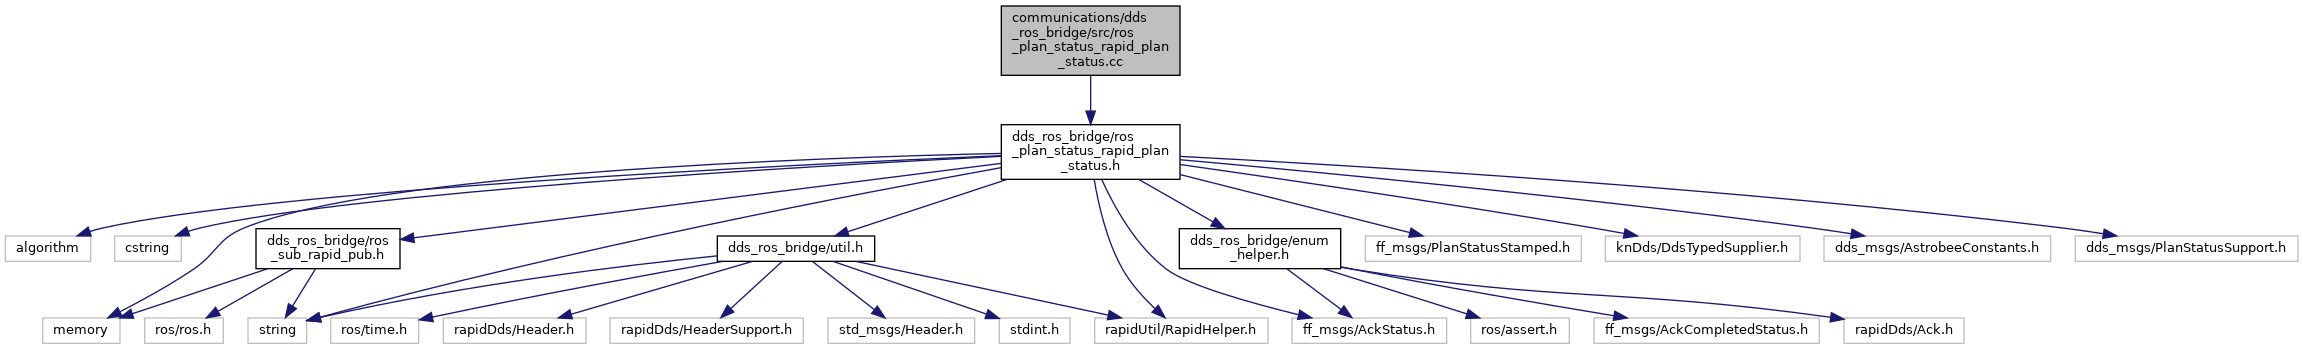 communications/dds
_ros_bridge/src/ros
_plan_status_rapid_plan
_status.cc
dds_ros_bridge/ros
_plan_status_rapid_plan
_status.h
algorithm
cstring
dds_ros_bridge/ros
_sub_rapid_pub.h
dds_ros_bridge/util.h
dds_ros_bridge/enum
_helper.h
ff_msgs/PlanStatusStamped.h
knDds/DdsTypedSupplier.h
dds_msgs/AstrobeeConstants.h
dds_msgs/PlanStatusSupport.h
memory
ros/ros.h
string
ros/time.h
rapidDds/Header.h
rapidDds/HeaderSupport.h
std_msgs/Header.h
stdint.h
rapidUtil/RapidHelper.h
ff_msgs/AckStatus.h
ros/assert.h
ff_msgs/AckCompletedStatus.h
rapidDds/Ack.h